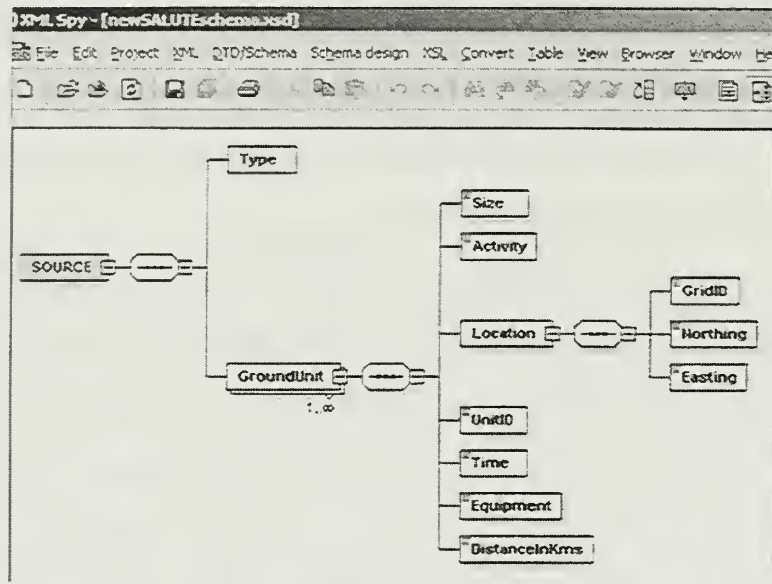 XML Spy - [newSALUTEschema.xsd]
File Edit Project XML DTD/Schema Schema design XSL Convert Table View Browser Window He
Type
Size
Activity
SOURCE
GridID
Location
Northing
Easting
GroundUnit
1..∞
UnitID
Time
Equipment
DistanceInKms